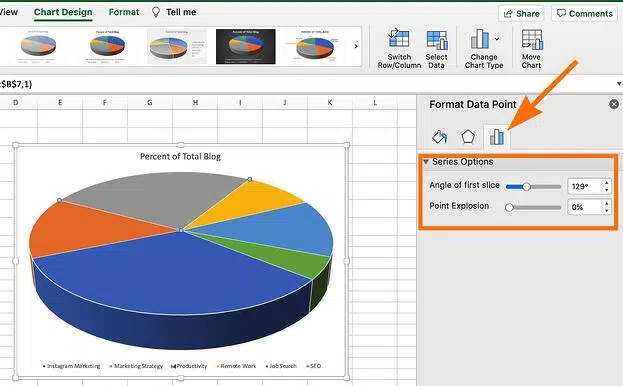 View Chart Design Format Tell me
Share Comments
Switch Row/Column
Select Data
Change Chart Type
Move Chart
:$B$7,1)
D E F G H I J K L
Format Data Point
Series Options
Angle of first slice 129°
Point Explosion 0%
Percent of Total Blog
Instagram Marketing Marketing Strategy Productivity Remote Work Job Search SEO